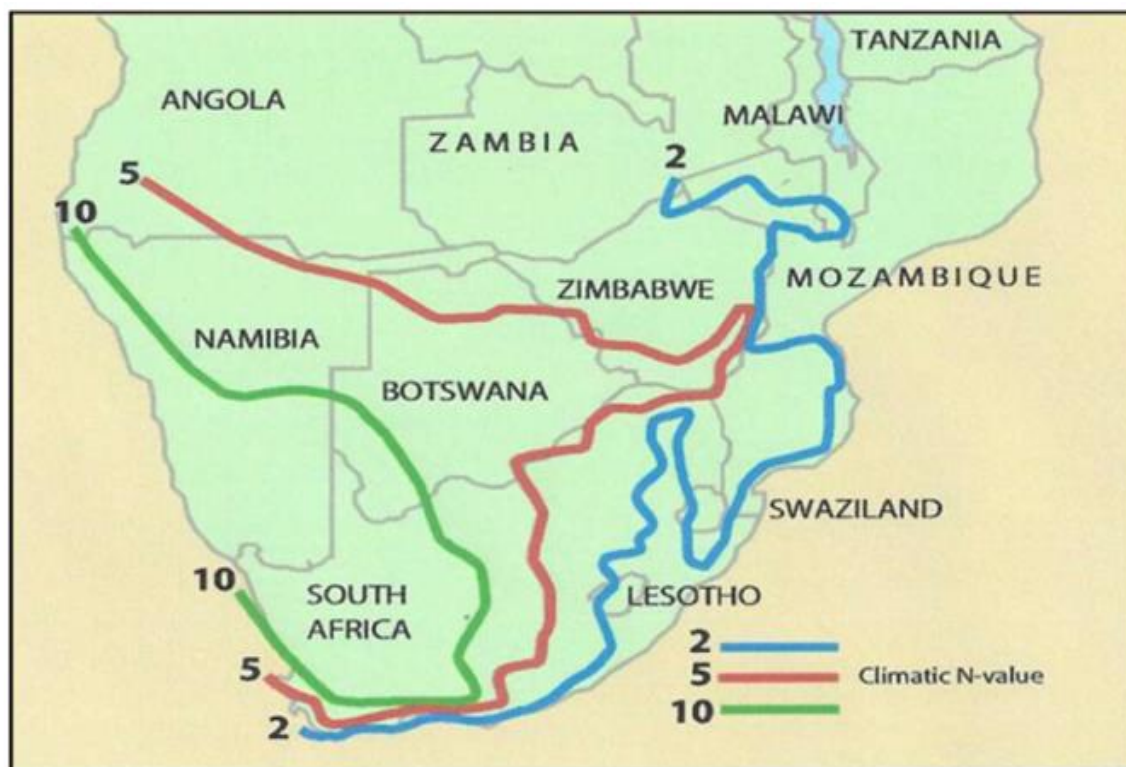 TANZANIA
ANGOLA
MALAWI
ZAMBIA
2
5
10
MOZAMBIQUE
ZIMBABWE
NAMIBIA
BOTSWANA
SWAZILAND
10
SOUTH
AFRICA
LESOTHO
2
5
5 Climatic N-value
2
10